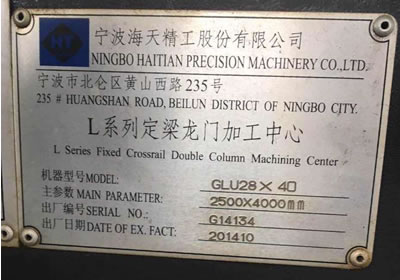 HT
宁波海天精工股份有限公司
NINGBO HAITIAN PRECISION MACHINERY CO.,LTD.
宁波市北仑区黄山西路235号
235 # HUANGSHAN ROAD, BEILUN DISTRICT OF NINGBO CITY.
L系列定梁龙门加工中心
L Series Fixed Crossrail Double Column Machining Center
机器型号MODEL: GLU28×40
主参数MAIN PARAMETER: 2500X4000mm
出厂编号SERIAL NO.: G14134
出厂日期DATE OF EX. FACT: 201410